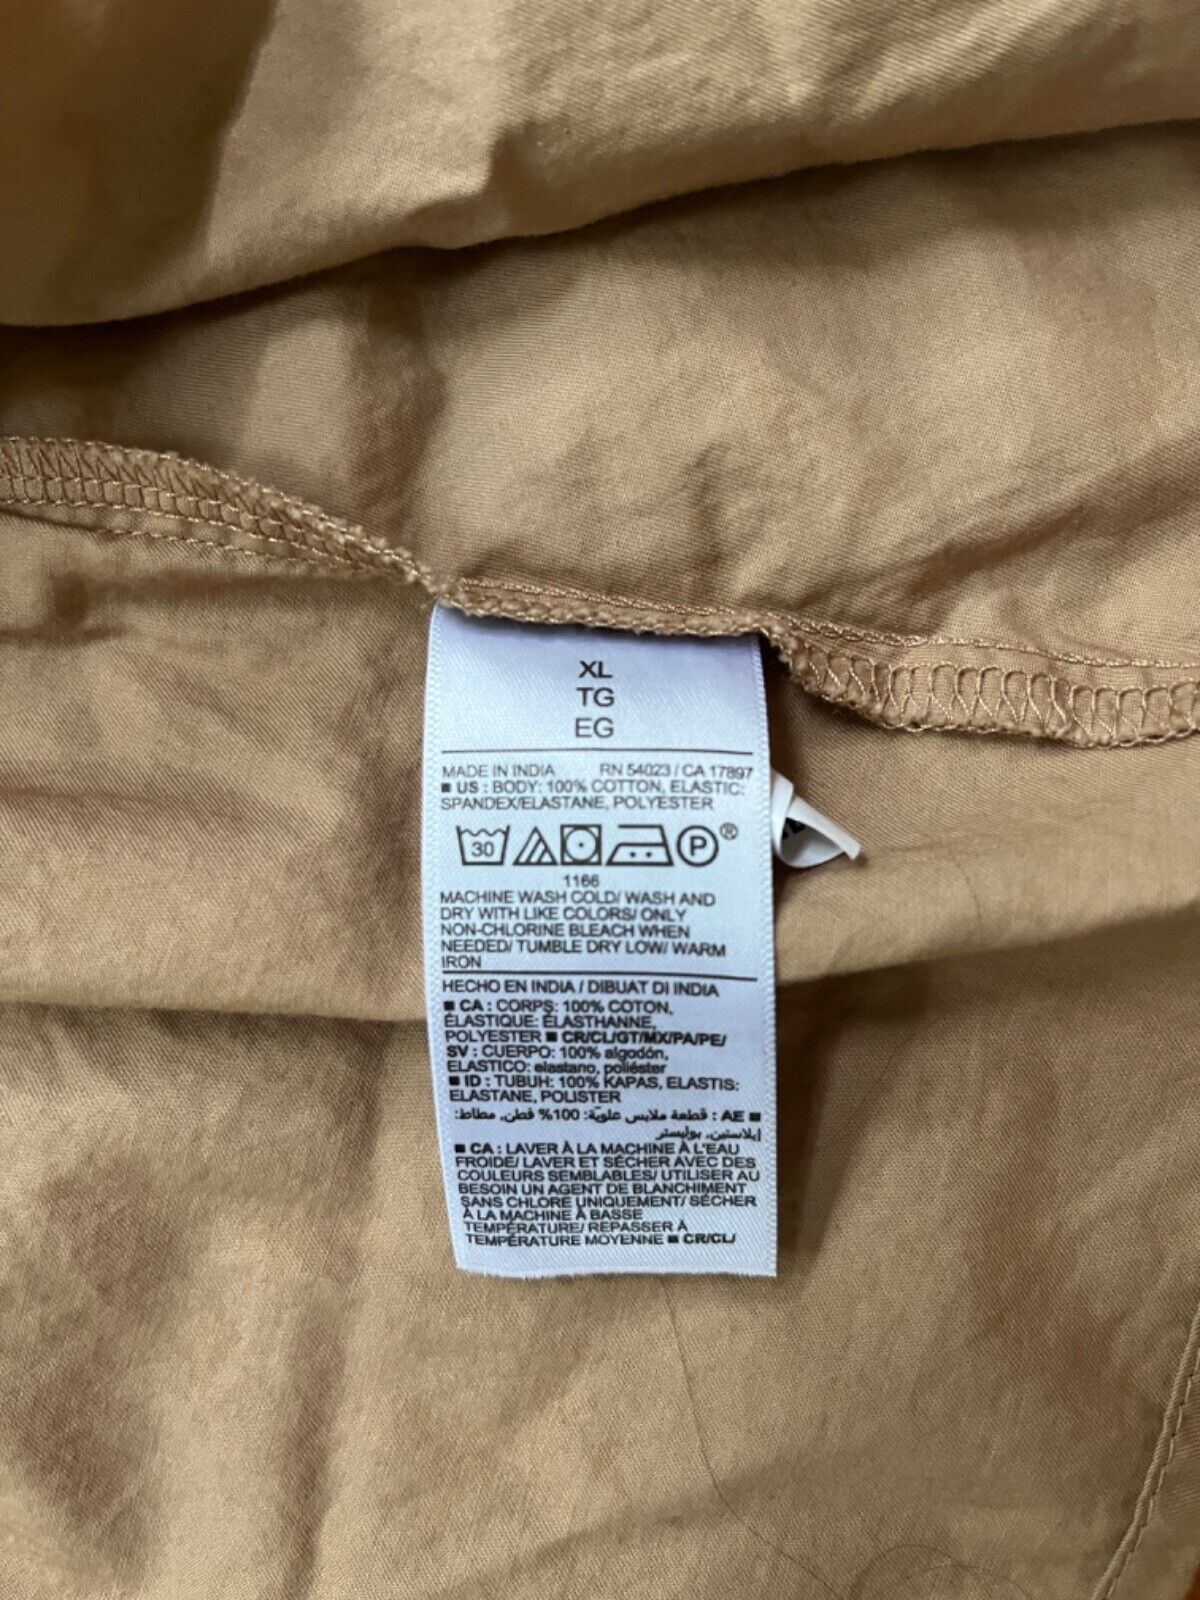 XL
TG
EG
MADE IN INDIA RN 54023 / CA 17897
■ US : BODY: 100% COTTON, ELASTIC:
SPANDEX/ELASTANE, POLYESTER
30 P®
1166
MACHINE WASH COLD/ WASH AND
DRY WITH LIKE COLORS/ ONLY
NON-CHLORINE BLEACH WHEN
NEEDED/ TUMBLE DRY LOW/ WARM
IRON
HECHO EN INDIA / DIBUAT DI INDIA
■ CA : CORPS: 100% COTON,
ÉLASTIQUE: ÉLASTHANNE,
POLYESTER ■ CR/CL/GT/MX/PA/PE/
SV : CUERPO: 100% algodón,
ELASTICO: elastano, poliéster
■ ID : TUBUH: 100% KAPAS, ELASTIS:
ELASTANE, POLISTER
■ AE : قطعة ملابس علويّة: 100% قطن, مطاط:
إيلاستين, بوليستر
■ CA : LAVER À LA MACHINE À L'EAU
FROIDE/ LAVER ET SÉCHER AVEC DES
COULEURS SEMBLABLES/ UTILISER AU
BESOIN UN AGENT DE BLANCHIMENT
SANS CHLORE UNIQUEMENT/ SÉCHER
À LA MACHINE À BASSE
TEMPÉRATURE/ REPASSER À
TEMPÉRATURE MOYENNE ■ CR/CL/